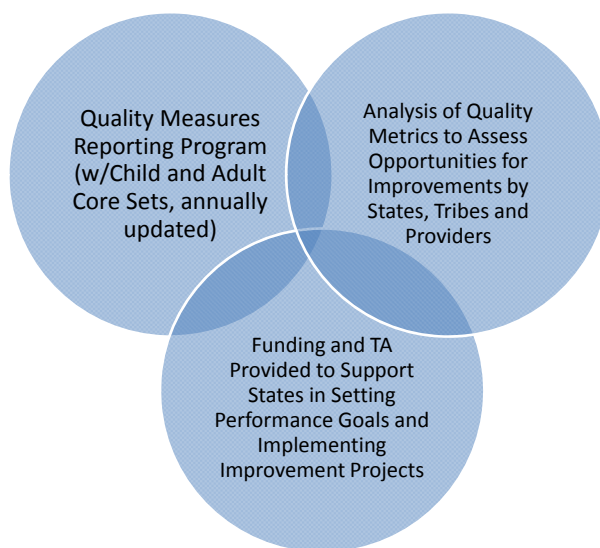 Quality Measures
Reporting Program
(w/Child and Adult
Core Sets, annually
updated)
Analysis of Quality
Metrics to Assess
Opportunities for
Improvements by
States, Tribes and
Providers
Funding and TA
Provided to Support
States in Setting
Performance Goals and
Implementing
Improvement Projects